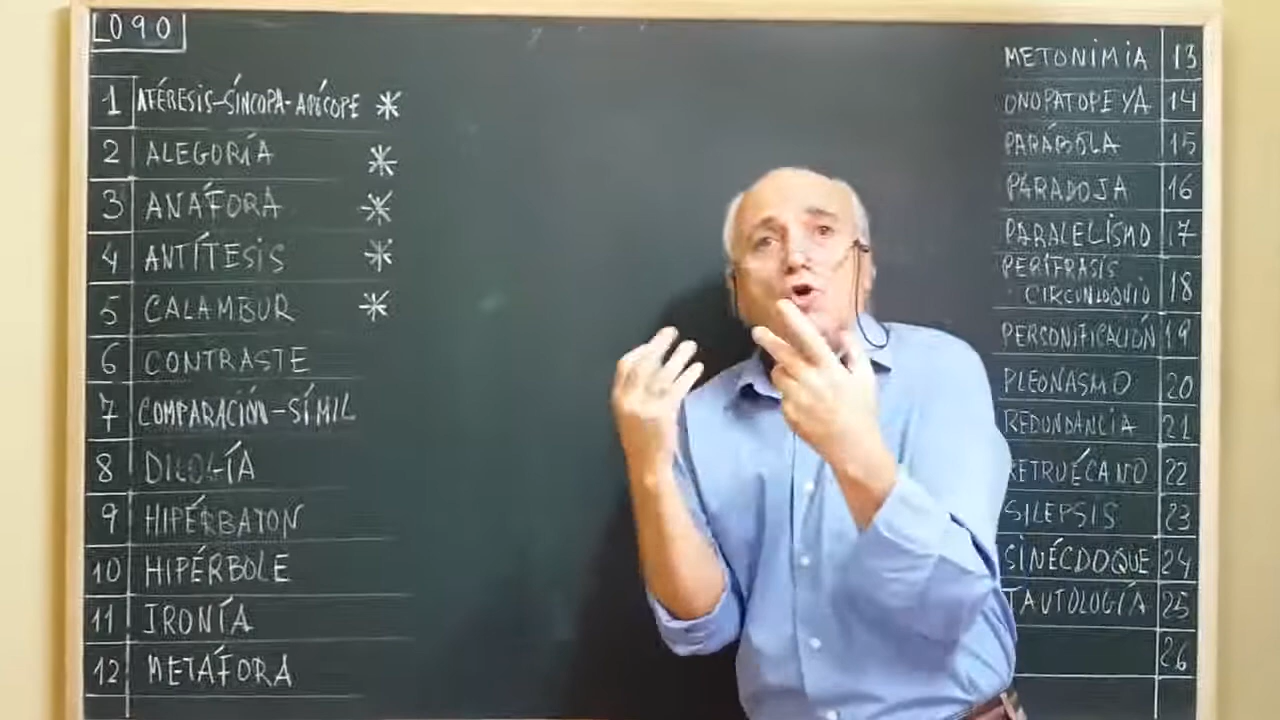 090
1 AFÉRESIS-SÍNCOPA-APÓCOPE *
2 ALEGORÍA *
3 ANÁFORA *
4 ANTÍTESIS *
5 CALAMBUR *
6 CONTRASTE
7 COMPARACIÓN-SÍMIL
8 DILOGÍA
9 HIPÉRBATON
10 HIPÉRBOLE
11 IRONÍA
12 METÁFORA
METONIMIA 13
ONOPATOPEYA 14
PARÁBOLA 15
PARADOJA 16
PARALELISMO 17
PERÍFRASIS
CIRCUNLOQUIO 18
PERSONIFICACIÓN 19
PLEONASMO 20
REDUNDANCIA 21
RETRUÉCANO 22
SILEPSIS 23
SINÉCDOQUE 24
TAUTOLOGÍA 25
26